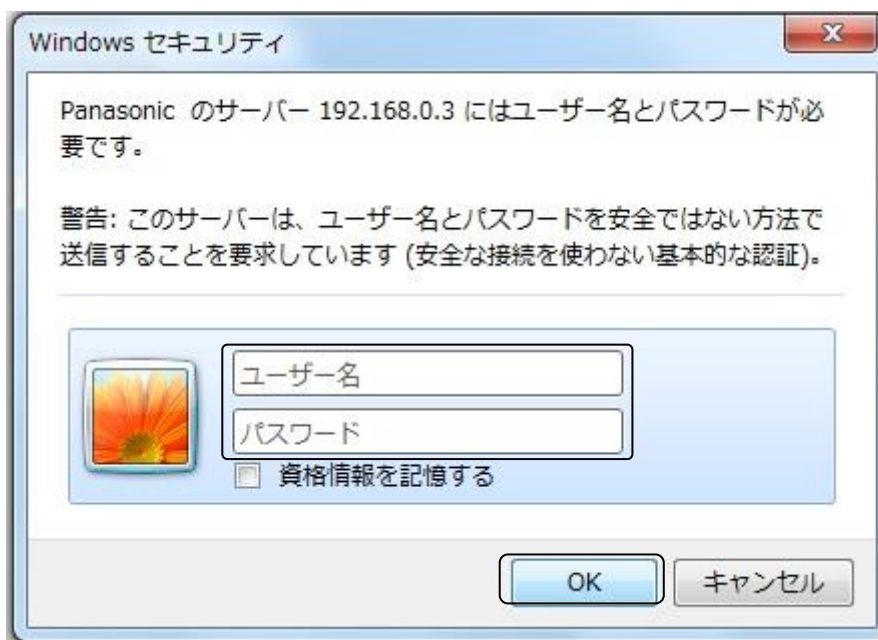 Windows セキュリティ
Panasonic のサーバー 192.168.0.3 にはユーザー名とパスワードが必
要です。
警告: このサーバーは、ユーザー名とパスワードを安全ではない方法で
送信することを要求しています (安全な接続を使わない基本的な認証)。
ユーザー名
パスワード
資格情報を記憶する
OK キャンセル